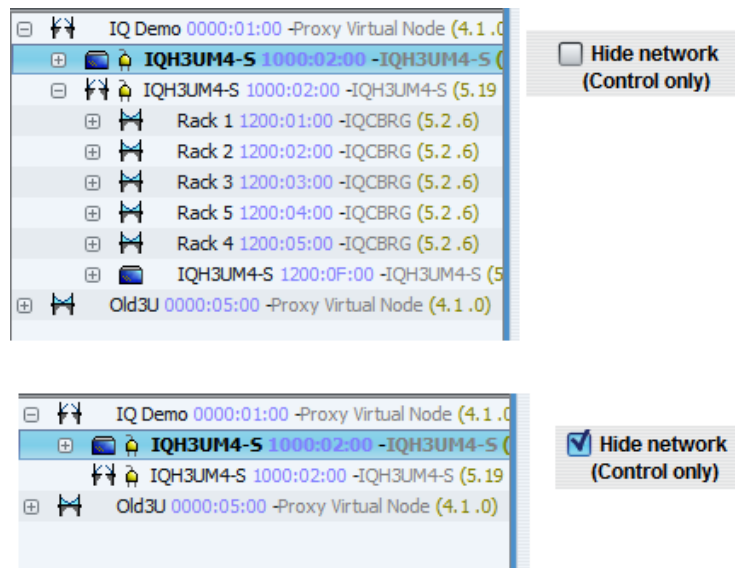 IQ Demo 0000:01:00 -Proxy Virtual Node (4.1.0
IQH3UM4-S 1000:02:00 -IQH3UM4-S (
Hide network
(Control only)
IQH3UM4-S 1000:02:00 -IQH3UM4-S (5.19
Rack 1 1200:01:00 -IQCBRG (5.2.6)
Rack 2 1200:02:00 -IQCBRG (5.2.6)
Rack 3 1200:03:00 -IQCBRG (5.2.6)
Rack 5 1200:04:00 -IQCBRG (5.2.6)
Rack 4 1200:05:00 -IQCBRG (5.2.6)
IQH3UM4-S 1200:0F:00 -IQH3UM4-S (5
Old3U 0000:05:00 -Proxy Virtual Node (4.1.0)
IQ Demo 0000:01:00 -Proxy Virtual Node (4.1.0
IQH3UM4-S 1000:02:00 -IQH3UM4-S (
Hide network
(Control only)
IQH3UM4-S 1000:02:00 -IQH3UM4-S (5.19
Old3U 0000:05:00 -Proxy Virtual Node (4.1.0)